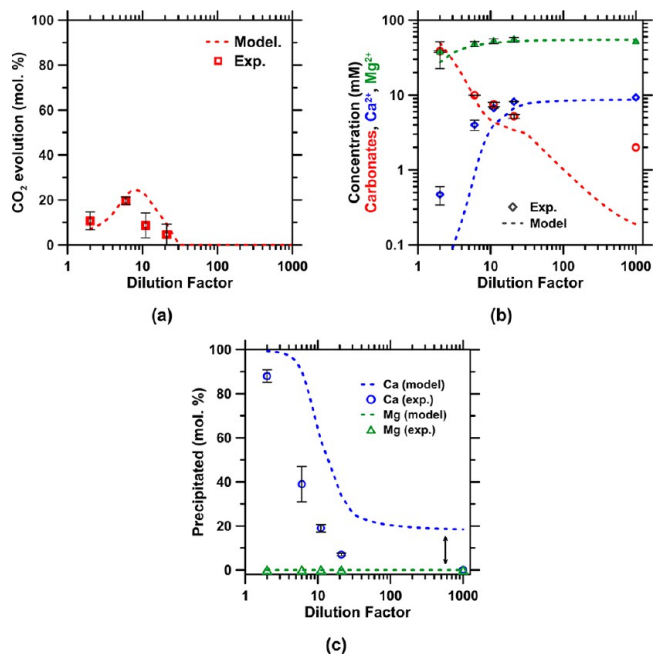 100
80
60
40
20
0
CO₂ evolution (mol. %)
Model.
Exp.
1 10 100 1000
Dilution Factor
(a)
100
10
1
0.1
Concentration (mM)
Carbonates, Ca²⁺, Mg²⁺
Exp.
Model
1 10 100 1000
Dilution Factor
(b)
100
80
60
40
20
0
Precipitated (mol. %)
Ca (model)
Ca (exp.)
Mg (model)
Mg (exp.)
1 10 100 1000
Dilution Factor
(c)